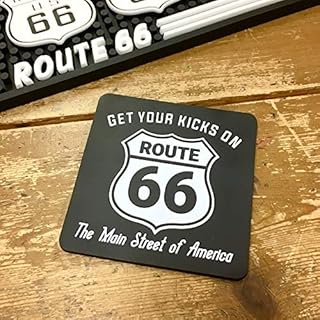 66
ROUTE 66
GET YOUR KICKS ON
ROUTE
66
The Main Street of America